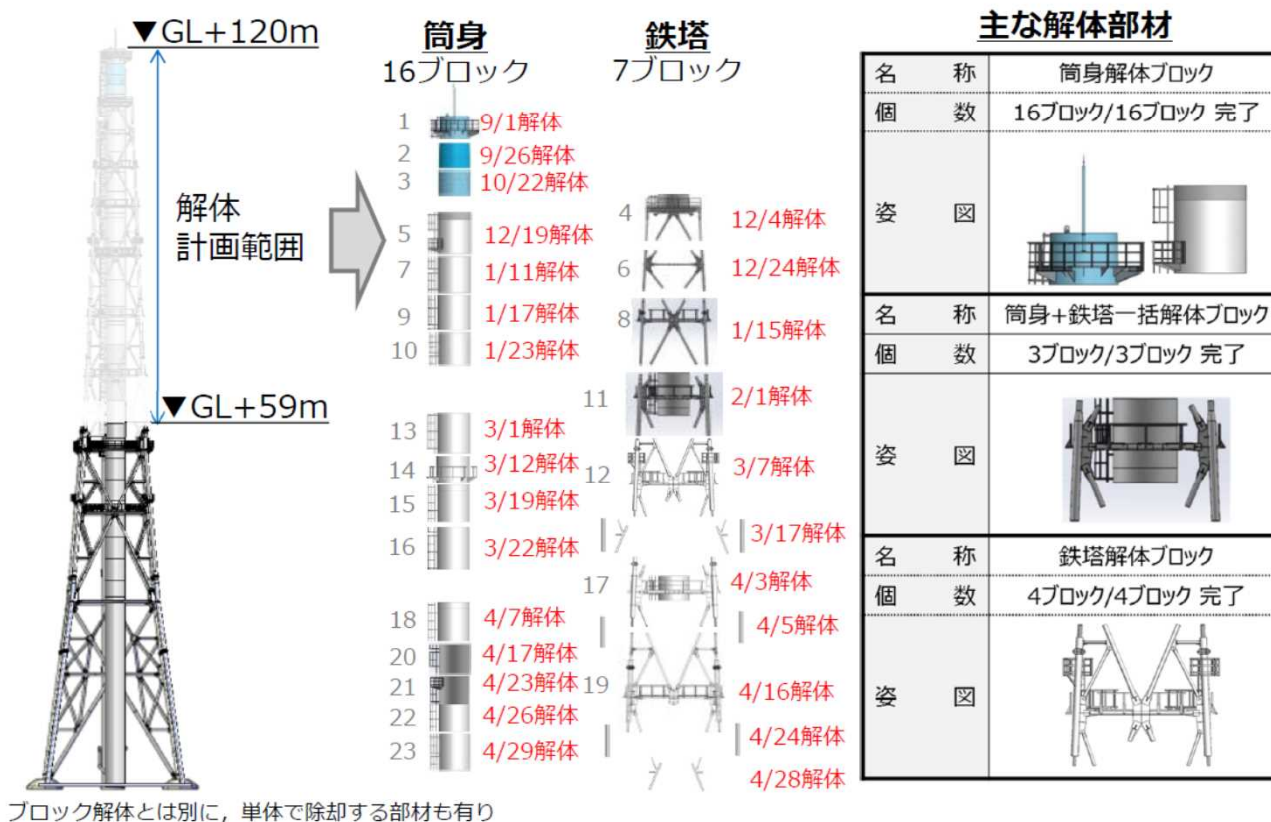 ▼GL+120m
解体
計画範囲
▼GL+59m
筒身
16ブロック
1 9/1解体
2 9/26解体
3 10/22解体
5 12/19解体
7 1/11解体
9 1/17解体
10 1/23解体
13 3/1解体
14 3/12解体
15 3/19解体
16 3/22解体
18 4/7解体
20 4/17解体
21 4/23解体
22 4/26解体
23 4/29解体
鉄塔
7ブロック
4 12/4解体
6 12/24解体
8 1/15解体
11 2/1解体
12 3/7解体
3/17解体
17 4/3解体
4/5解体
19 4/16解体
4/24解体
4/28解体
主な解体部材
名 称 筒身解体ブロック
個 数 16ブロック/16ブロック 完了
姿 図
名 称 筒身+鉄塔一括解体ブロック
個 数 3ブロック/3ブロック 完了
姿 図
名 称 鉄塔解体ブロック
個 数 4ブロック/4ブロック 完了
姿 図
ブロック解体とは別に，単体で除却する部材も有り